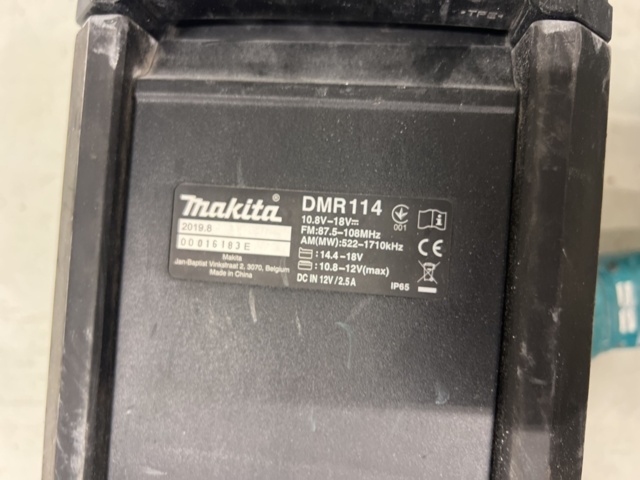 -TPE-
Makita®
2019.8
0001618JE
Makita
Jan-Baptist Vinkstraat 2, 3070, Belgium
Made in China
DMR114
10.8V-18V
FM:87.5-108MHz
AM(MW):522-1710kHz
:14.4-18V
:10.8-12V(max)
DC IN 12V / 2.5A
001
CE
IP65